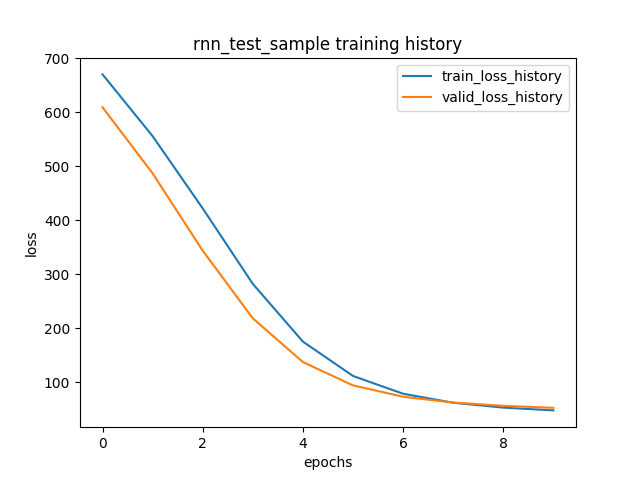 rnn_test_sample training history
train_loss_history
valid_loss_history
700
600
500
400
300
200
100
loss
0 2 4 6 8
epochs